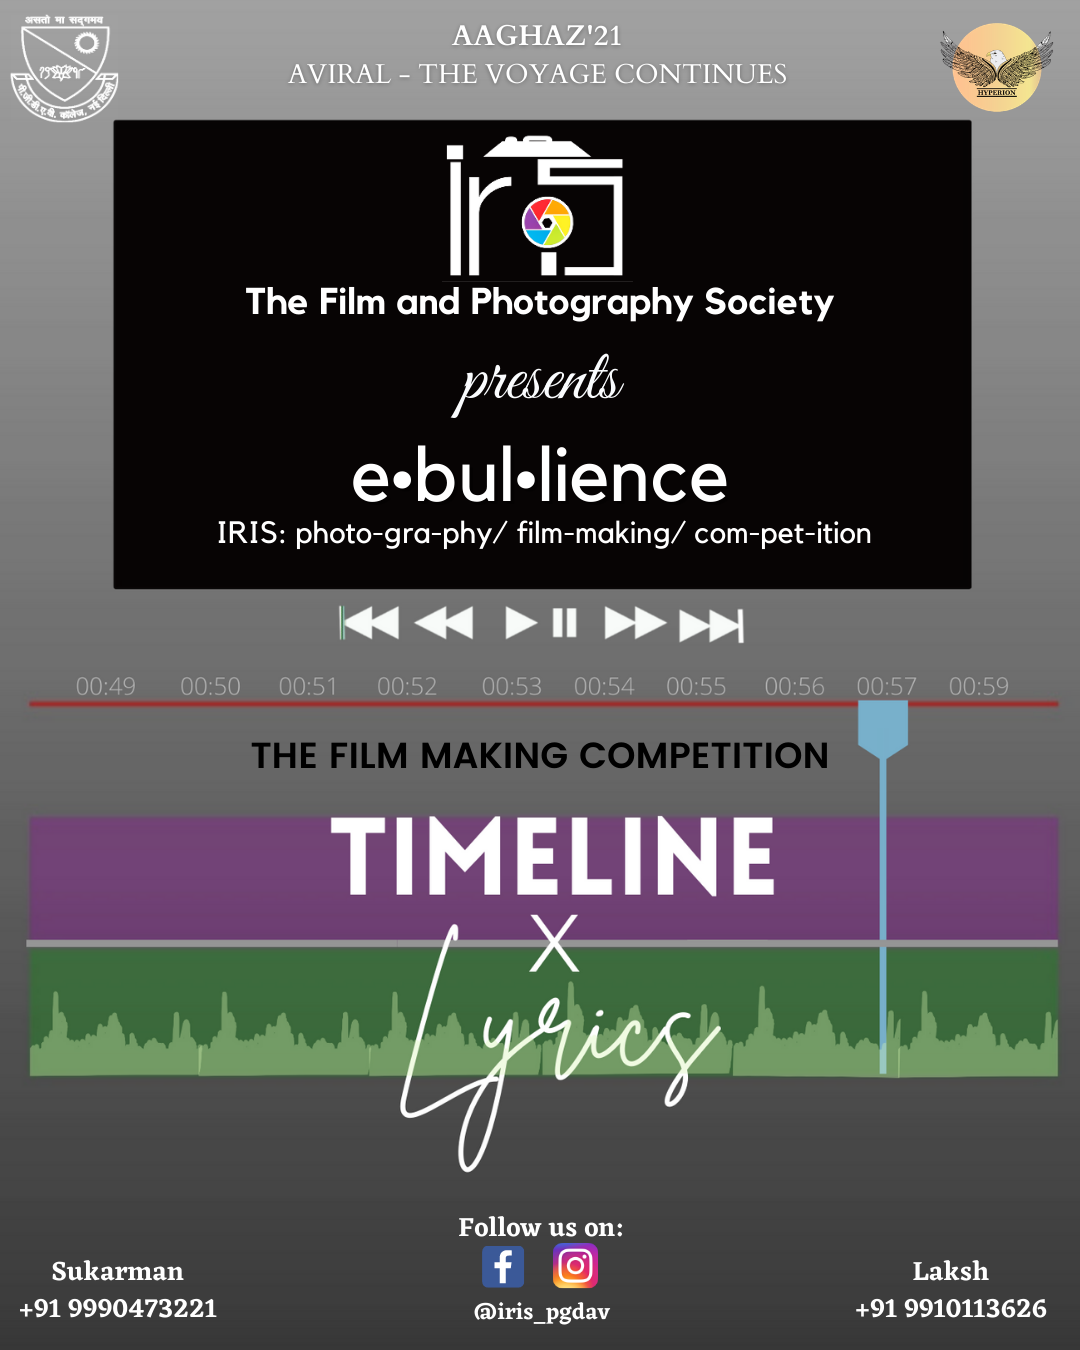 असतो मा सद्गमय
पी.जी.डी.ए.वी. कॉलेज, नई दिल्ली
AAGHAZ'21
AVIRAL - THE VOYAGE CONTINUES
HYPERION
IRIS
The Film and Photography Society
presents
e•bul•lience
IRIS: photo-gra-phy/ film-making/ com-pet-ition
00:49 00:50 00:51 00:52 00:53 00:54 00:55 00:56 00:57 00:59
THE FILM MAKING COMPETITION
TIMELINE
X
Lyrics
Follow us on:
@iris_pgdav
Sukarman
+91 9990473221
Laksh
+91 9910113626